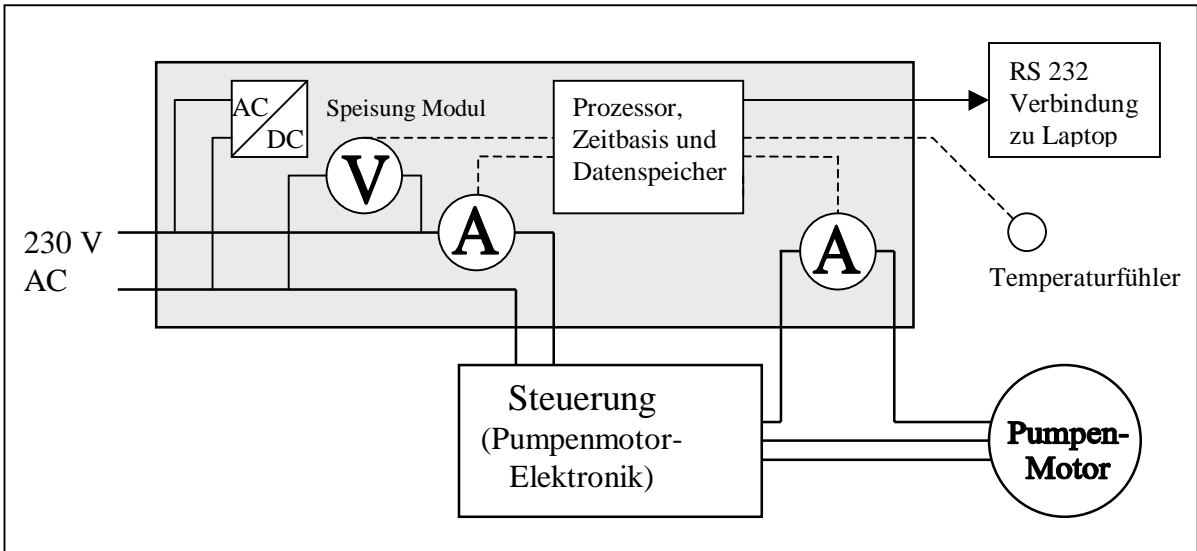 AC
DC
Speisung Modul
V
A
Prozessor,
Zeitbasis und
Datenspeicher
A
RS 232
Verbindung
zu Laptop
230 V
AC
Temperaturfühler
Steuerung
(Pumpenmotor-
Elektronik)
Pumpen-
Motor